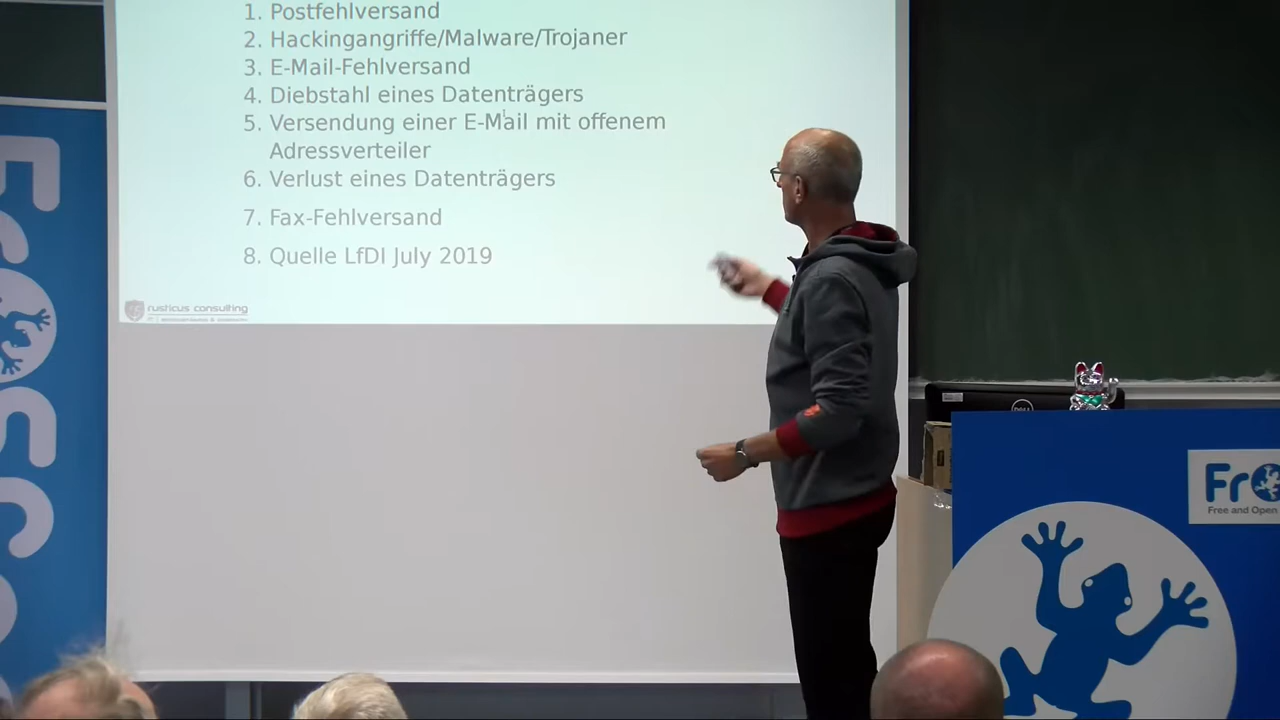 1. Postfehlversand
2. Hackingangriffe/Malware/Trojaner
3. E-Mail-Fehlversand
4. Diebstahl eines Datenträgers
5. Versendung einer E-Mail mit offenem
Adressverteiler
6. Verlust eines Datenträgers
7. Fax-Fehlversand
8. Quelle LfDI July 2019
rusticus consulting
DELL
Fr
Free and Open